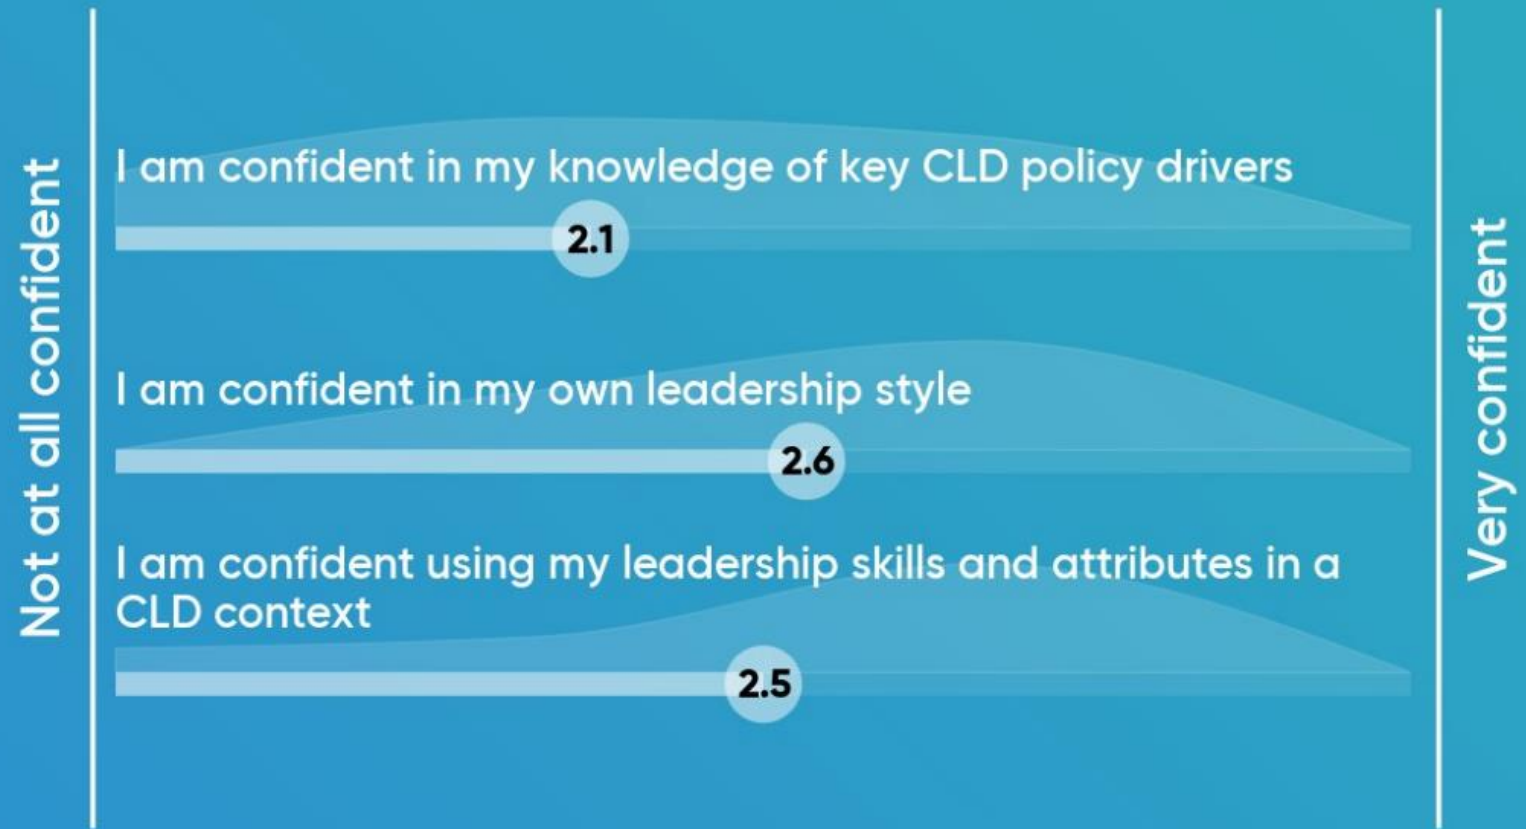 Not at all confident
I am confident in my knowledge of key CLD policy drivers
2.1
I am confident in my own leadership style
2.6
I am confident using my leadership skills and attributes in a
CLD context
2.5
Very confident